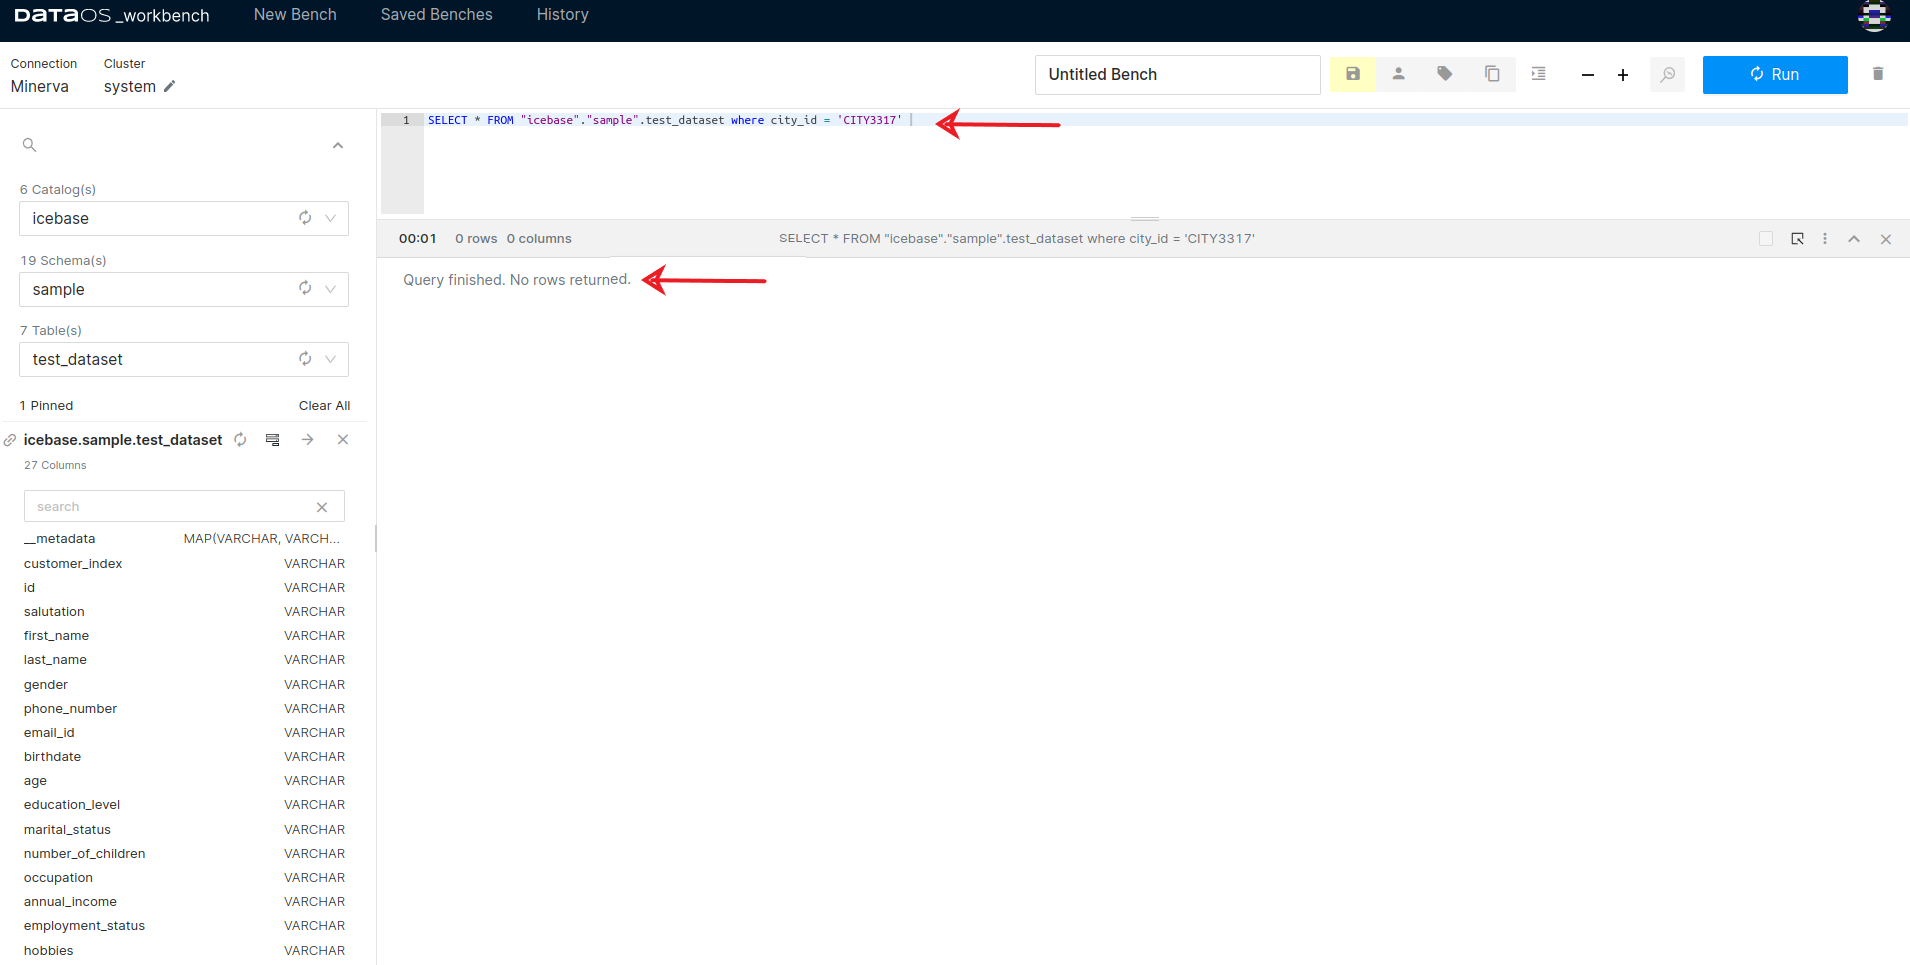 DATAOS _workbench New Bench Saved Benches History
Connection Cluster
Minerva system
Untitled Bench
Run
1 SELECT * FROM "icebase"."sample".test_dataset where city_id = 'CITY3317'
6 Catalog(s)
icebase
19 Schema(s)
sample
7 Table(s)
test_dataset
1 Pinned Clear All
icebase.sample.test_dataset
27 Columns
search
__metadata MAP(VARCHAR, VARCH...
customer_index VARCHAR
id VARCHAR
salutation VARCHAR
first_name VARCHAR
last_name VARCHAR
gender VARCHAR
phone_number VARCHAR
email_id VARCHAR
birthdate VARCHAR
age VARCHAR
education_level VARCHAR
marital_status VARCHAR
number_of_children VARCHAR
occupation VARCHAR
annual_income VARCHAR
employment_status VARCHAR
hobbies VARCHAR
00:01 0 rows 0 columns SELECT * FROM "icebase"."sample".test_dataset where city_id = 'CITY3317'
Query finished. No rows returned.